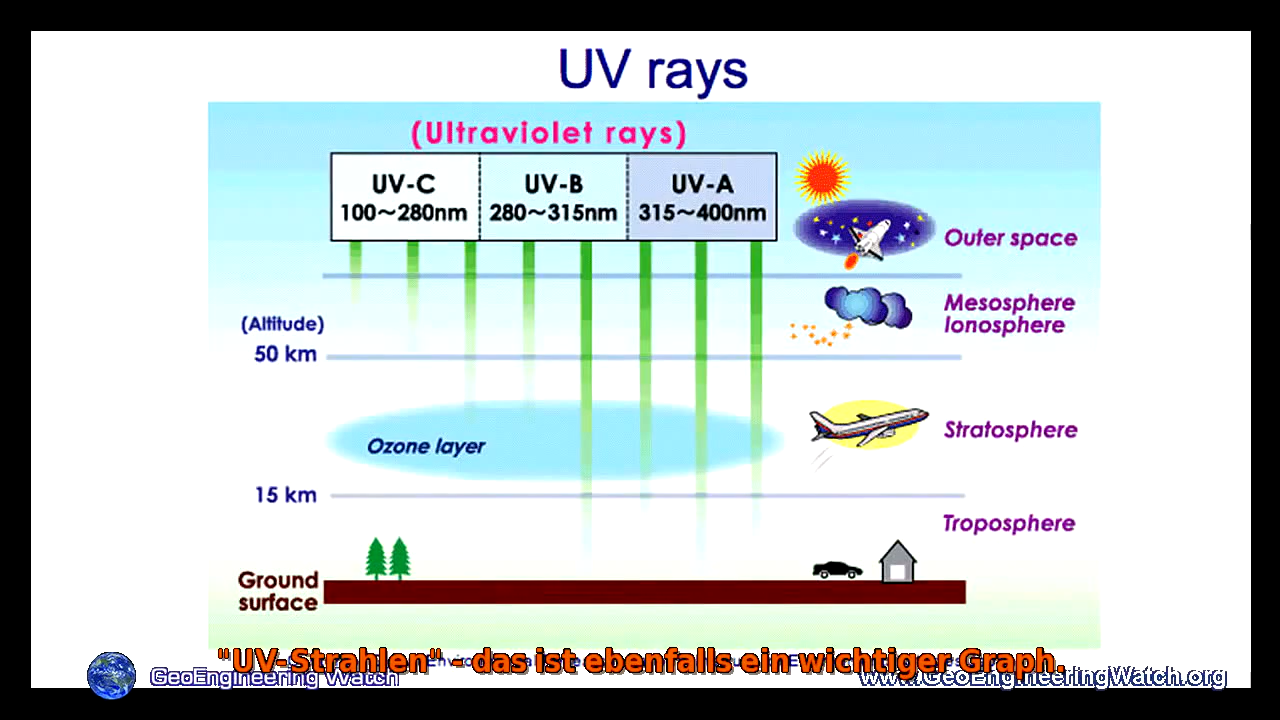 UV rays
(Ultraviolet rays)
UV-C
100~280nm
UV-B
280~315nm
UV-A
315~400nm
Outer space
Mesosphere
Ionosphere
(Altitude)
50 km
Stratosphere
Ozone layer
15 km
Troposphere
Ground
surface
"UV-Strahlen" - das ist ebenfalls ein wichtiger Graph.
GeoEngineering Watch
www.GeoEngineeringWatch.org